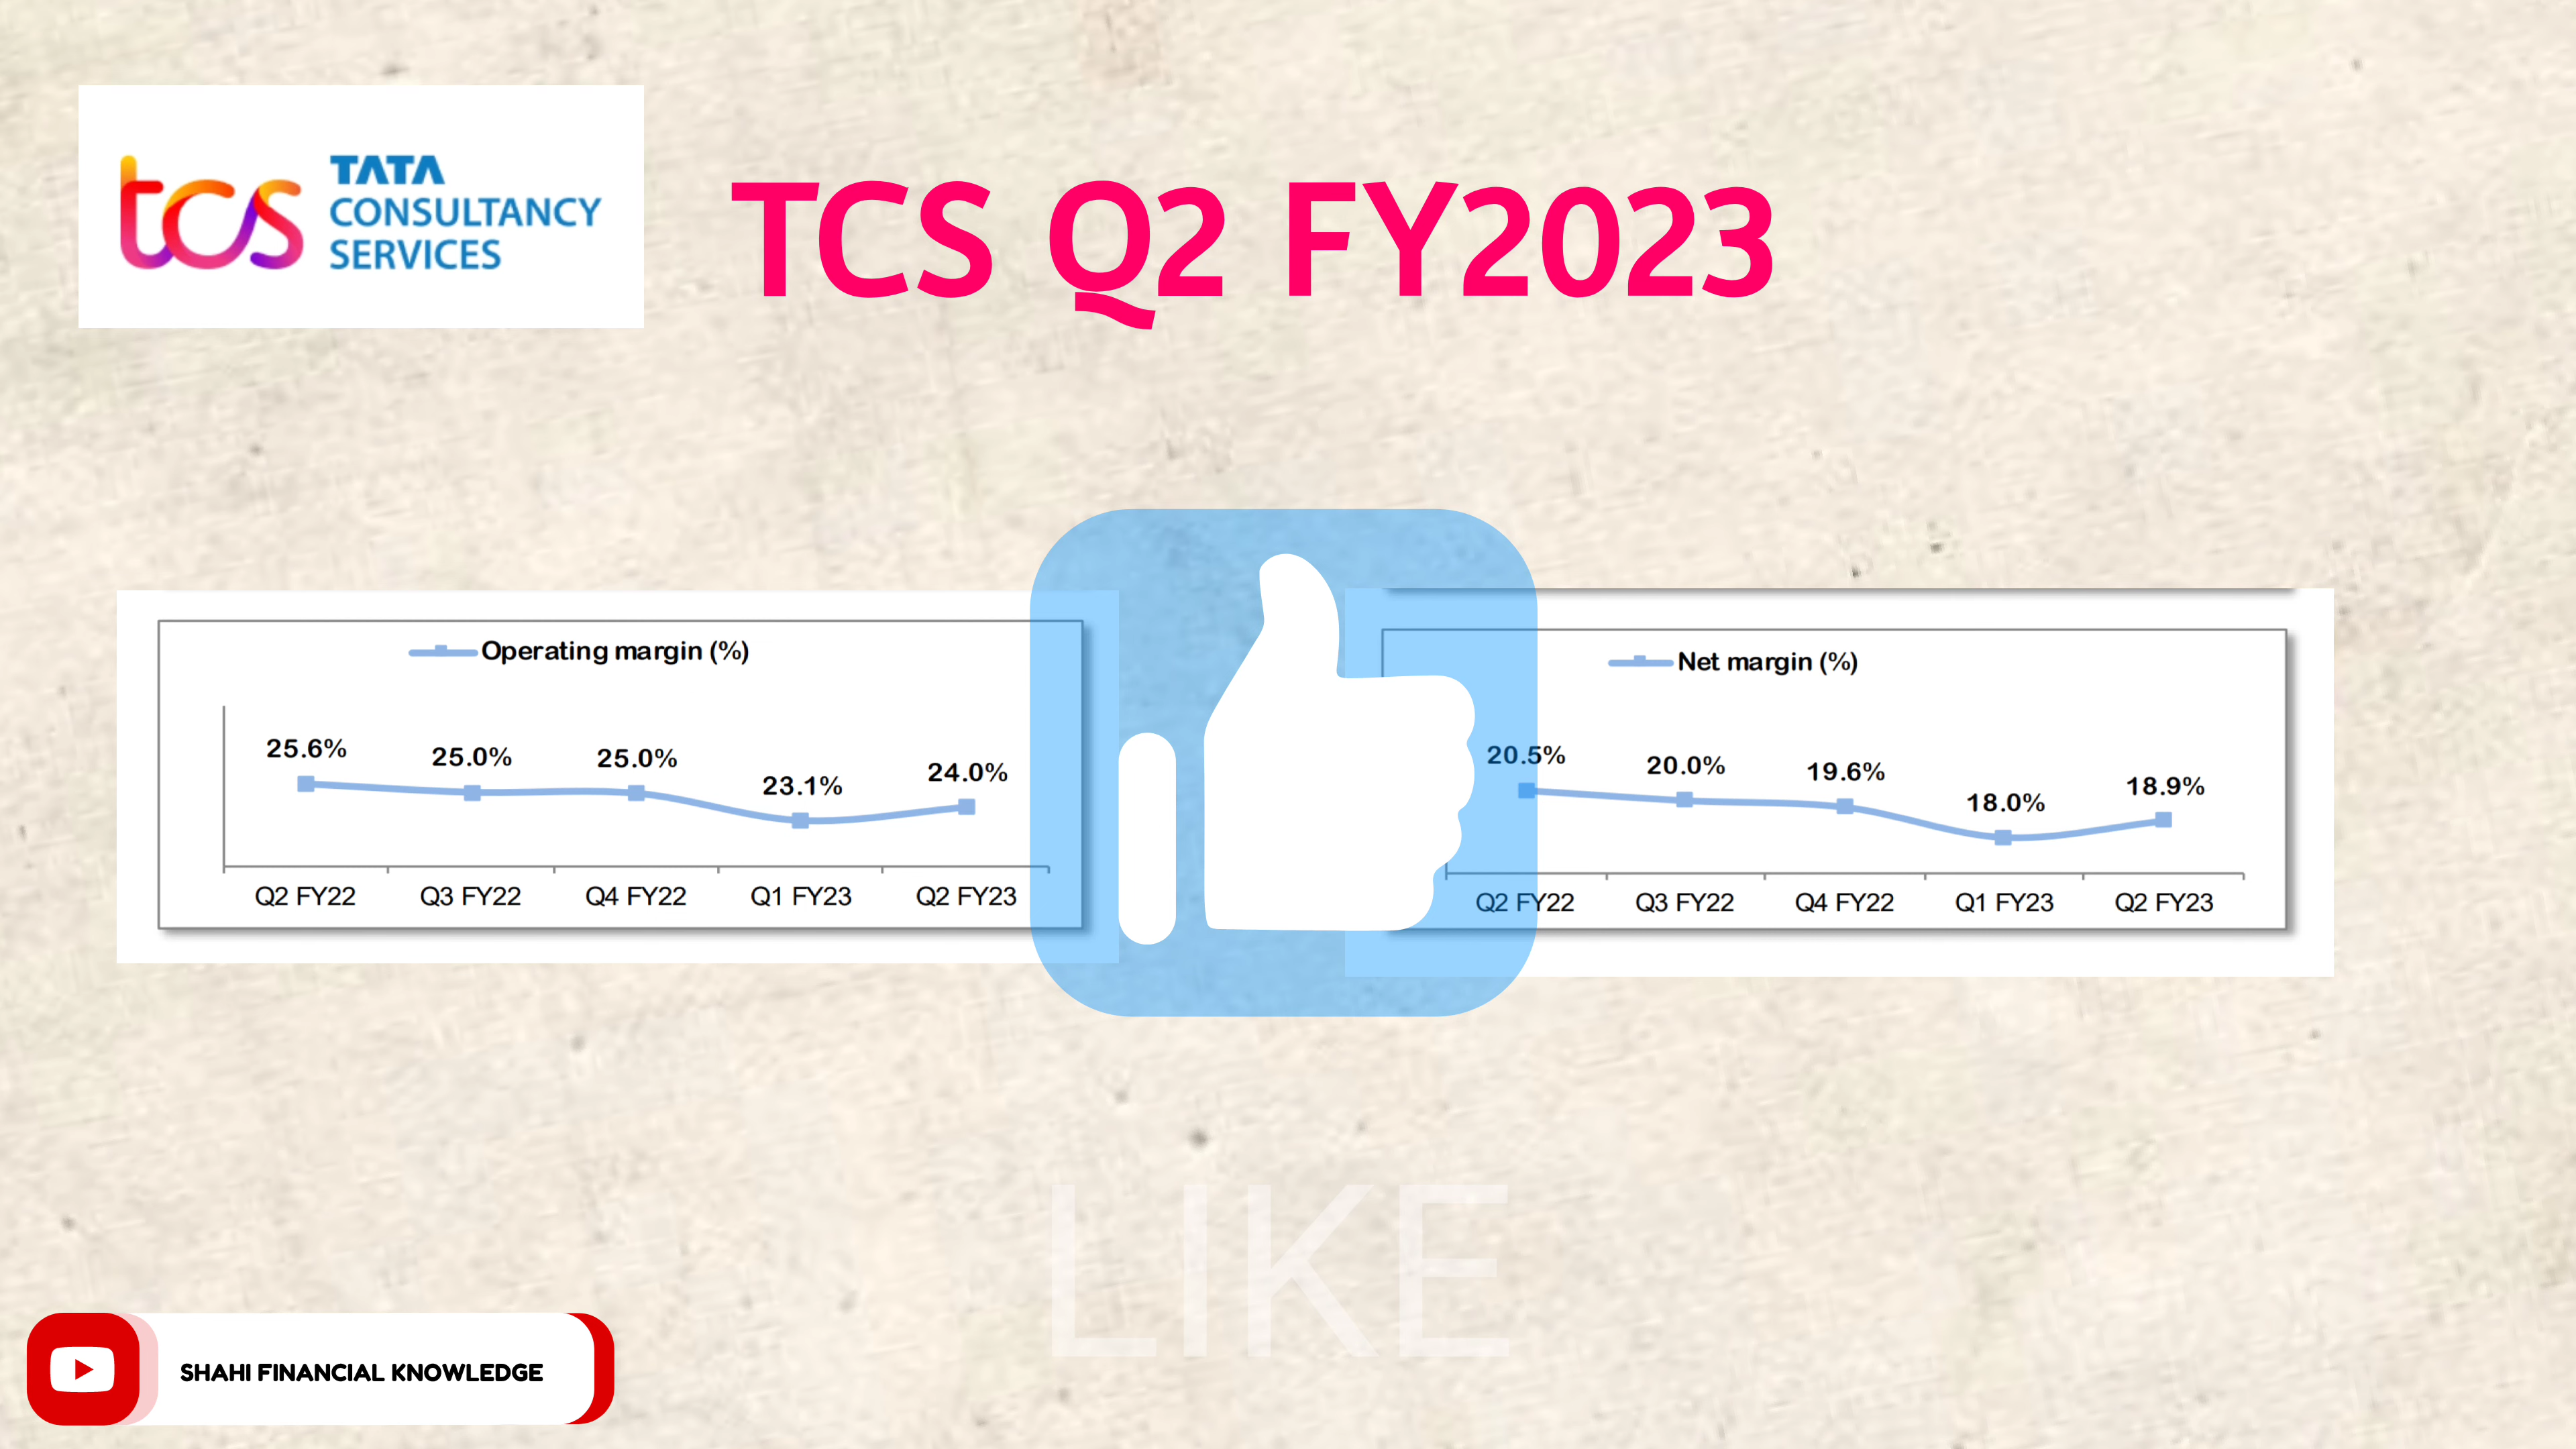 tcs
TATA
CONSULTANCY
SERVICES
TCS Q2 FY2023
Operating margin (%)
25.6% 25.0% 25.0% 23.1% 24.0%
Q2 FY22 Q3 FY22 Q4 FY22 Q1 FY23 Q2 FY23
Net margin (%)
20.5% 20.0% 19.6% 18.0% 18.9%
Q2 FY22 Q3 FY22 Q4 FY22 Q1 FY23 Q2 FY23
LIKE
SHAHI FINANCIAL KNOWLEDGE